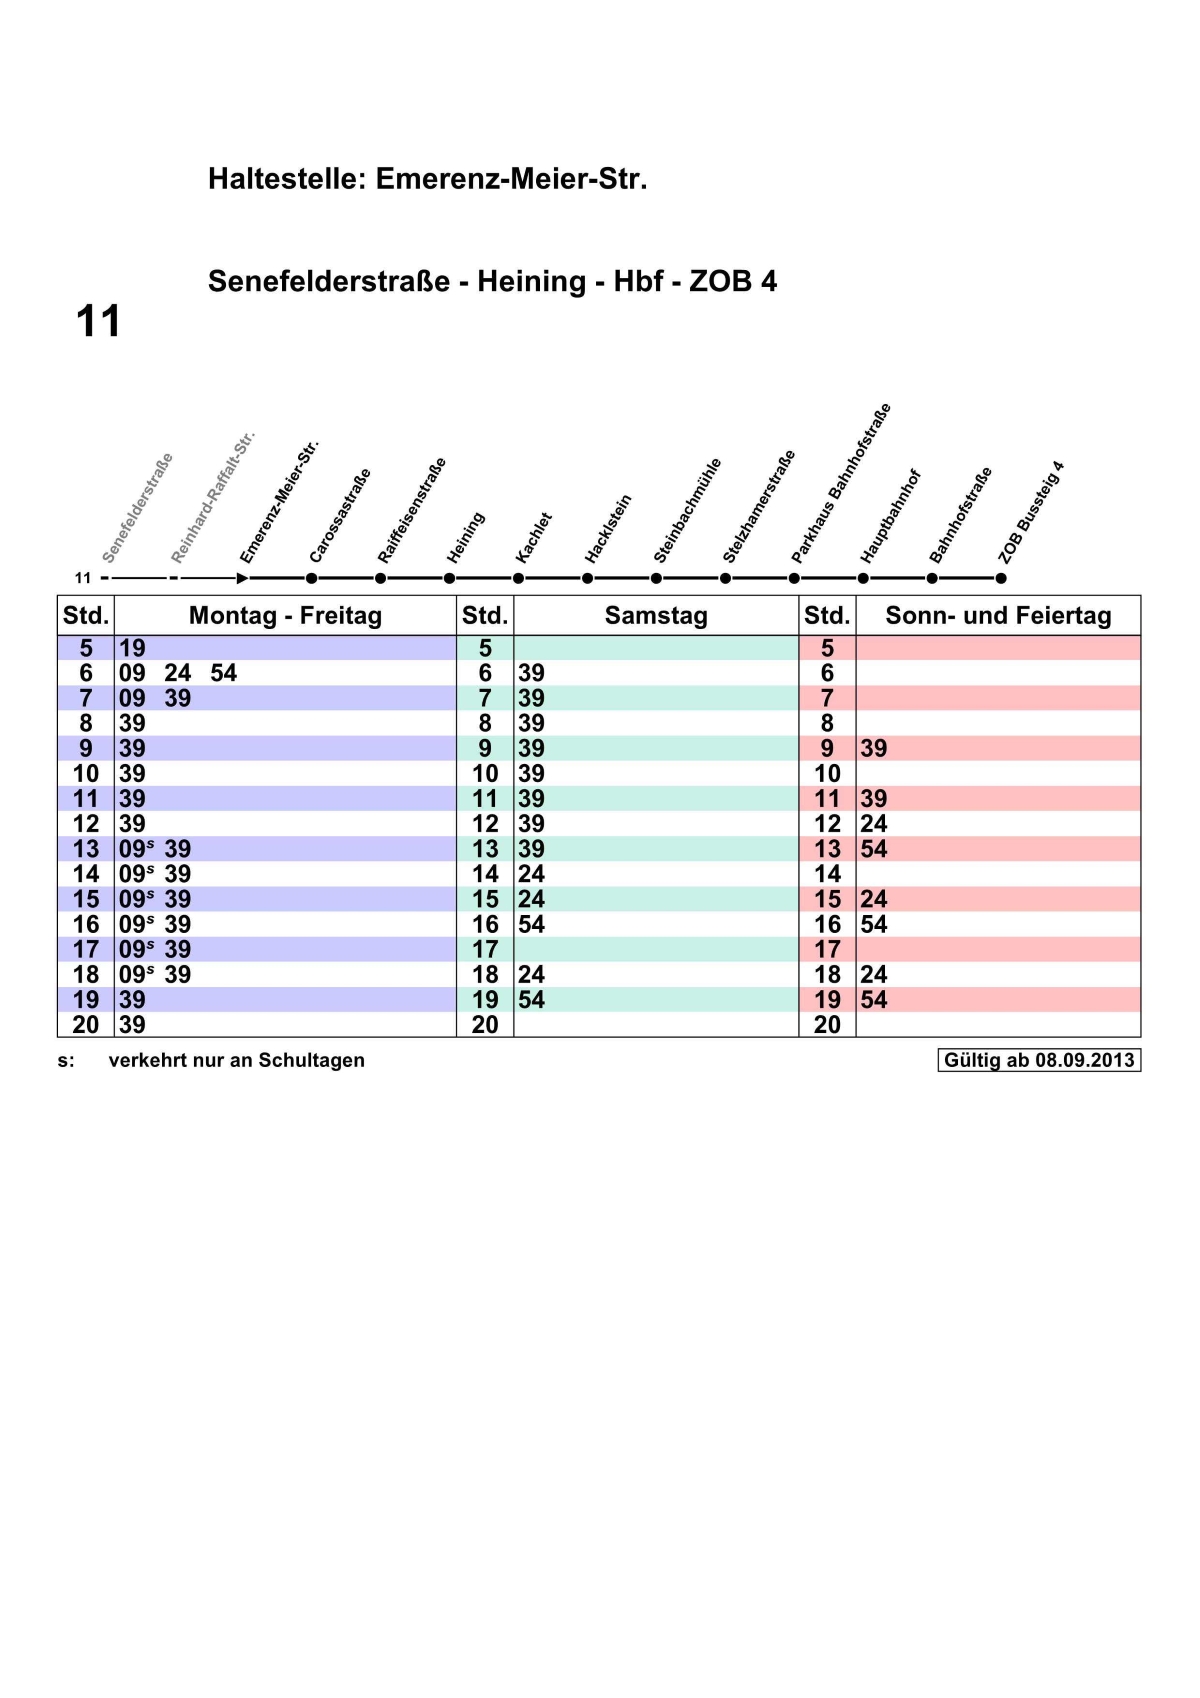 Haltestelle: Emerenz-Meier-Str.
Senefelderstraße - Heining - Hbf - ZOB 4
11
Senefelderstraße
Reinhard-Raffalt-Str.
Emerenz-Meier-Str.
Carossastraße
Raiffeisenstraße
Heining
Kachlet
Hacklstein
Steinbachmühle
Stelzhamerstraße
Parkhaus Bahnhofstraße
Hauptbahnhof
Bahnhofstraße
ZOB Bussteig 4
11
Std. Montag - Freitag Std. Samstag Std. Sonn- und Feiertag
5 19 5 5
6 09 24 54 6 39 6
7 09 39 7 39 7
8 39 8 39 8
9 39 9 39 9 39
10 39 10 39 10
11 39 11 39 11 39
12 39 12 39 12 24
13 09s 39 13 39 13 54
14 09s 39 14 24 14
15 09s 39 15 24 15 24
16 09s 39 16 54 16 54
17 09s 39 17 17
18 09s 39 18 24 18 24
19 39 19 54 19 54
20 39 20 20
s: verkehrt nur an Schultagen Gültig ab 08.09.2013